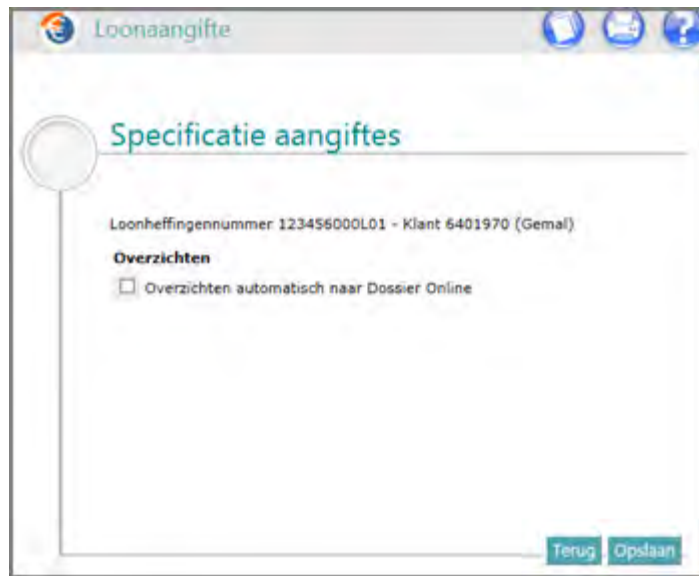 Loonaangifte
Specificatie aangiftes
Loonheffingennummer 123456000L01 - Klant 6401970 (Gemal)
Overzichten
Overzichten automatisch naar Dossier Online
Terug Opslaan